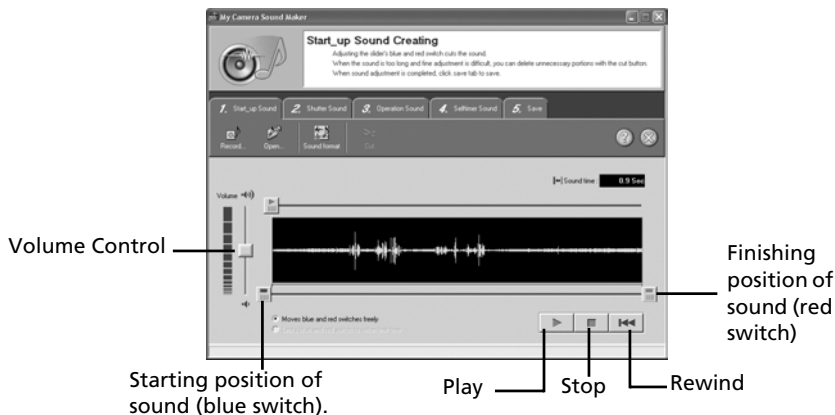 My Camera Sound Maker
Start_up Sound Creating
Adjusting the slider's blue and red switch cuts the sound.
When the sound is too long and fine adjustment is difficult, you can delete unnecessary portions with the cut button.
When sound adjustment is completed, click save tab to save.
1. Start_up Sound 2. Shutter Sound 3. Operation Sound 4. Selftimer Sound 5. Save
Record... Open... Sound format Cut
Sound time 0.9 Sec
Volume
Volume Control
Finishing
position of
sound (red
switch)
Moves blue and red switches freely
Starting position of
sound (blue switch).
Play Stop Rewind